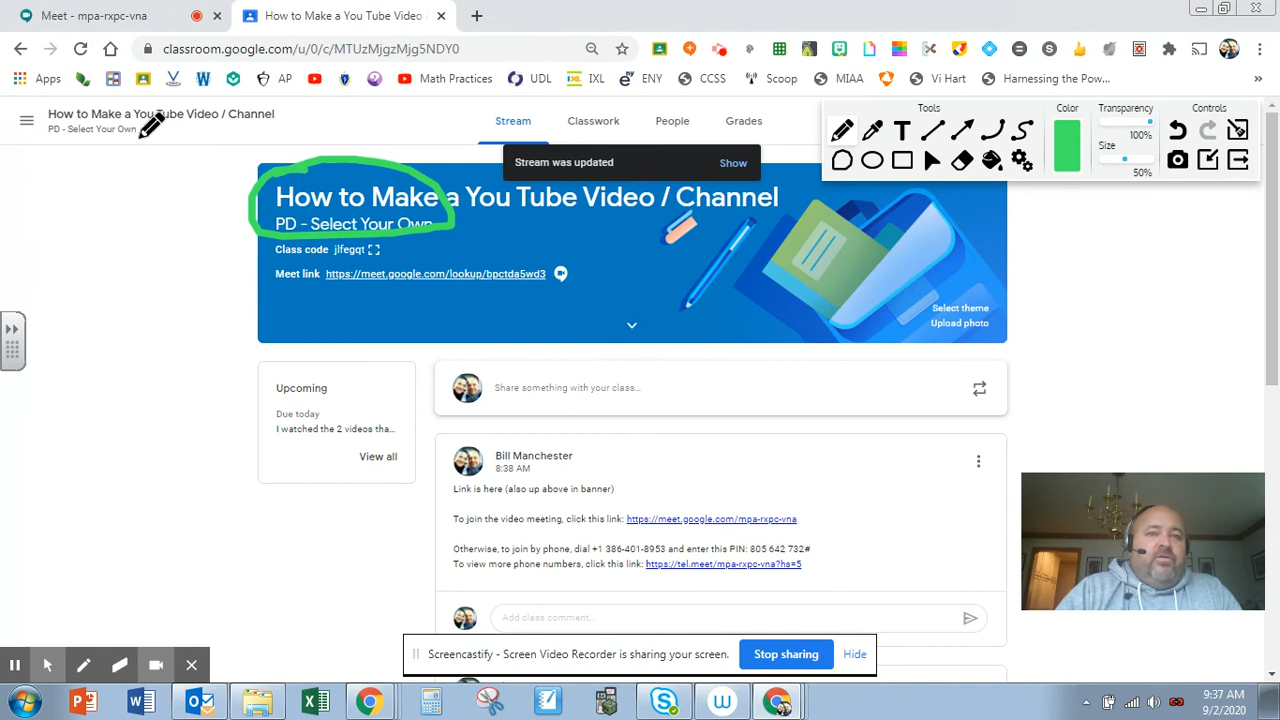 Meet - mpa-rxpc-vna
How to Make a You Tube Video
classroom.google.com/u/0/c/MTUzMjgzMjg5NDY0
Apps
AP
Math Practices
UDL
IXL
ENY
CCSS
Scoop
MIAA
Vi Hart
Harnessing the Pow...
»
How to Make a You Tube Video / Channel
PD - Select Your Own
Stream
Classwork
People
Grades
Tools
Color
Transparency
100%
Size
50%
Controls
Stream was updated
Show
How to Make a You Tube Video / Channel
PD - Select Your Own
Class code jlfegqt
Meet link https://meet.google.com/lookup/bpctda5wd3
Select theme
Upload photo
Upcoming
Due today
I watched the 2 videos tha...
View all
Share something with your class...
Bill Manchester
8:38 AM
Link is here (also up above in banner)
To join the video meeting, click this link: https://meet.google.com/mpa-rxpc-vna
Otherwise, to join by phone, dial +1 386-401-8953 and enter this PIN: 805 642 732#
To view more phone numbers, click this link: https://tel.meet/mpa-rxpc-vna?hs=5
Add class comment...
Screencastify - Screen Video Recorder is sharing your screen.
Stop sharing
Hide
9:37 AM
9/2/2020